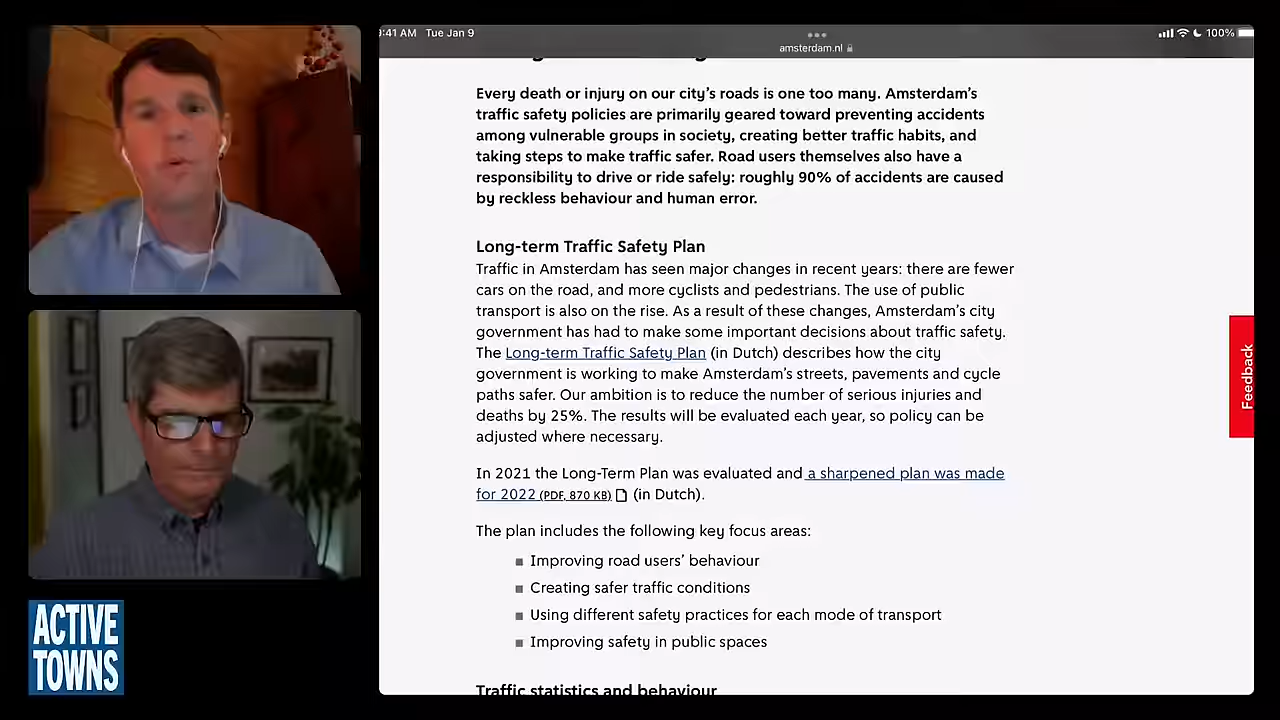 9:41 AM Tue Jan 9
100%
amsterdam.nl
Every death or injury on our city's roads is one too many. Amsterdam's
traffic safety policies are primarily geared toward preventing accidents
among vulnerable groups in society, creating better traffic habits, and
taking steps to make traffic safer. Road users themselves also have a
responsibility to drive or ride safely: roughly 90% of accidents are caused
by reckless behaviour and human error.
Long-term Traffic Safety Plan
Traffic in Amsterdam has seen major changes in recent years: there are fewer
cars on the road, and more cyclists and pedestrians. The use of public
transport is also on the rise. As a result of these changes, Amsterdam's city
government has had to make some important decisions about traffic safety.
The Long-term Traffic Safety Plan (in Dutch) describes how the city
government is working to make Amsterdam's streets, pavements and cycle
paths safer. Our ambition is to reduce the number of serious injuries and
deaths by 25%. The results will be evaluated each year, so policy can be
adjusted where necessary.
In 2021 the Long-Term Plan was evaluated and a sharpened plan was made
for 2022 (PDF, 870 KB) (in Dutch).
The plan includes the following key focus areas:
Improving road users' behaviour
Creating safer traffic conditions
Using different safety practices for each mode of transport
Improving safety in public spaces
Traffic statistics and behaviour
Feedback
ACTIVE
TOWNS